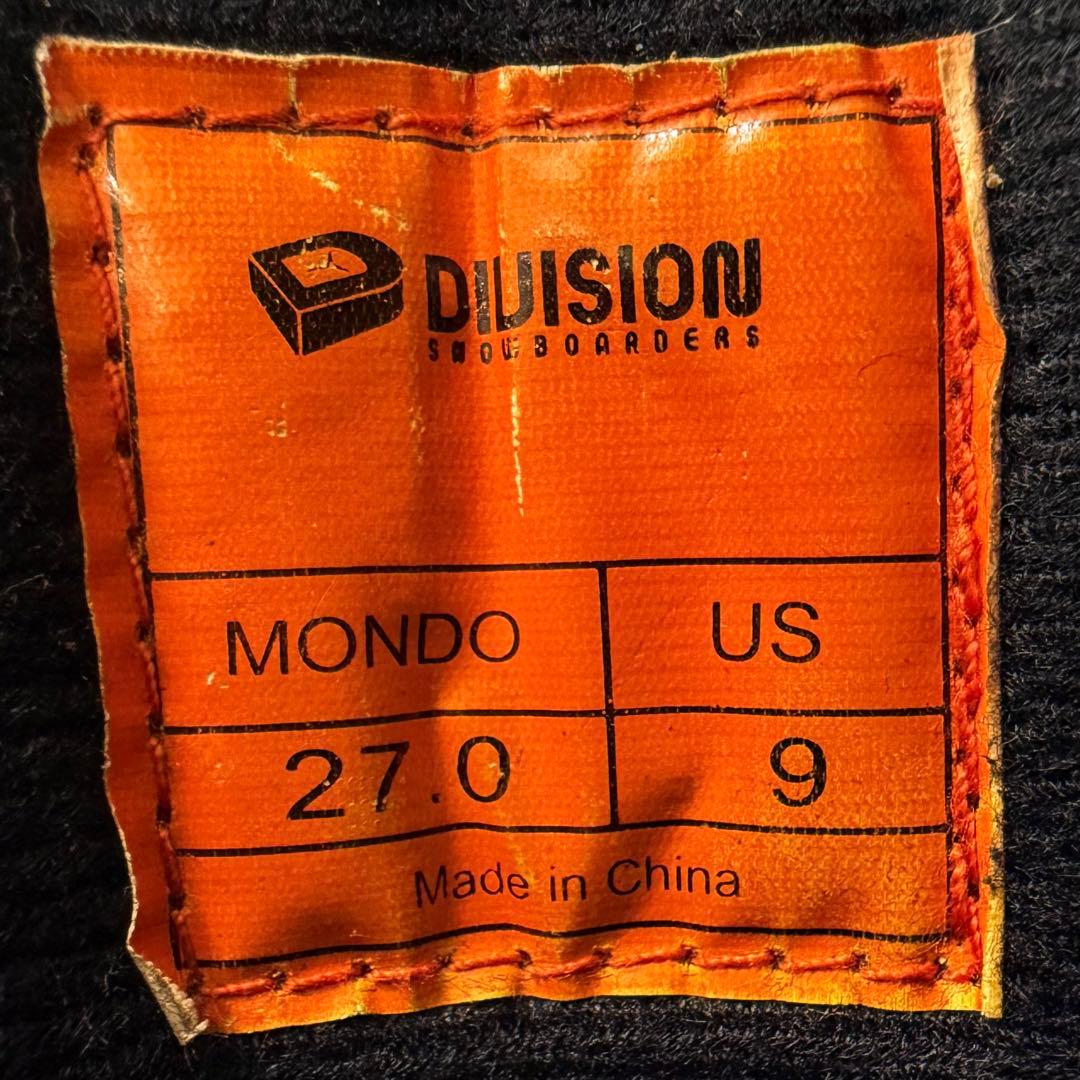 DIVISION
SNOWBOARDERS
MONDO US
27.0 9
Made in China